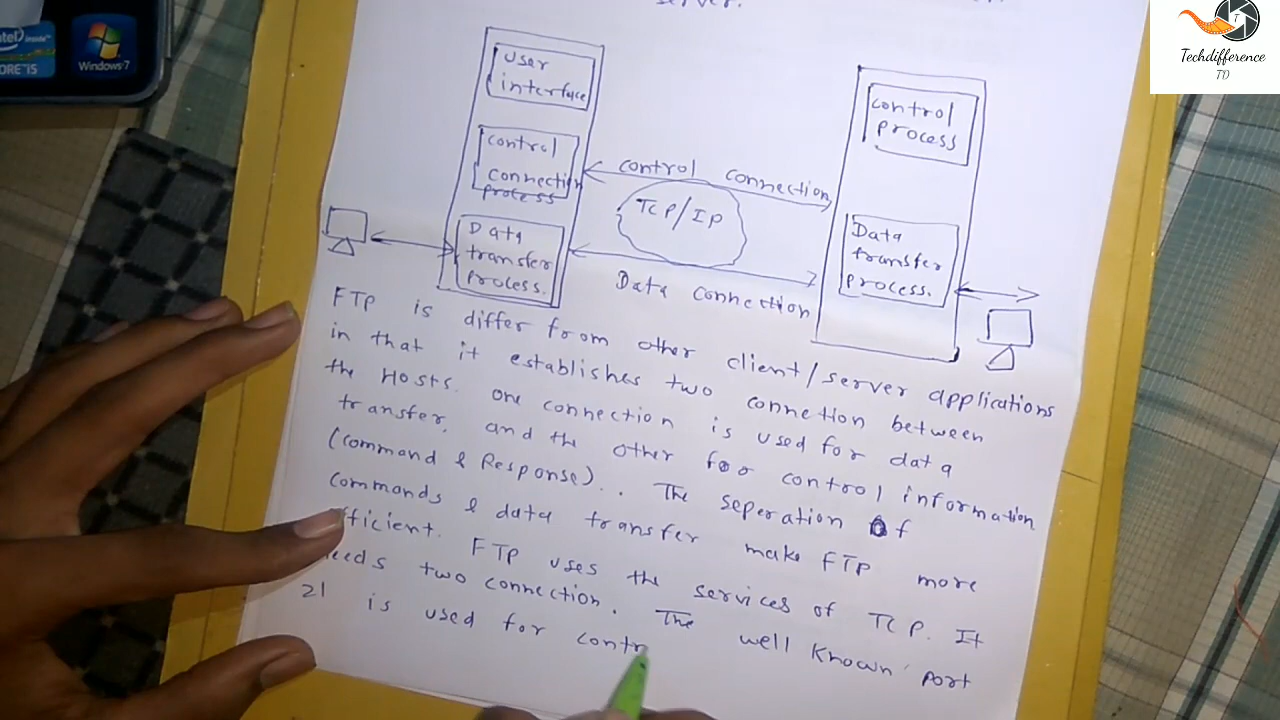 server.
intel inside
CORE i5
Windows 7
Techdifference
TD
User
interface
control
connection
process
Data
transfer
process.
control connection
TCP/IP
Data connection
control
process
Data
transfer
process.
FTP is differ from other client/server applications
in that it establishes two connetion between
the Hosts. one connection is used for data
transfer, and the other for control information
(command & Response).. The seperation of
commands & data transfer make FTP more
fficient. FTP uses the services of TCP. It
needs two connection. The well known port
21 is used for contr